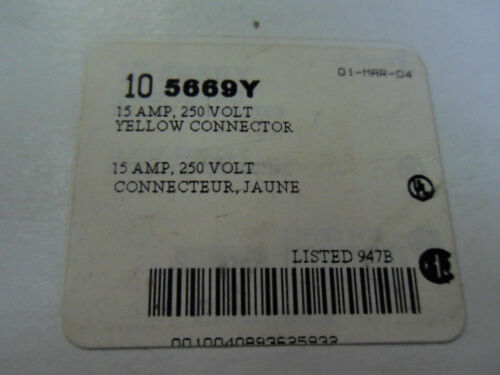 01-MAR-04
10 5669Y
15 AMP, 250 VOLT
YELLOW CONNECTOR
15 AMP, 250 VOLT
CONNECTEUR, JAUNE
UL
LISTED 947B